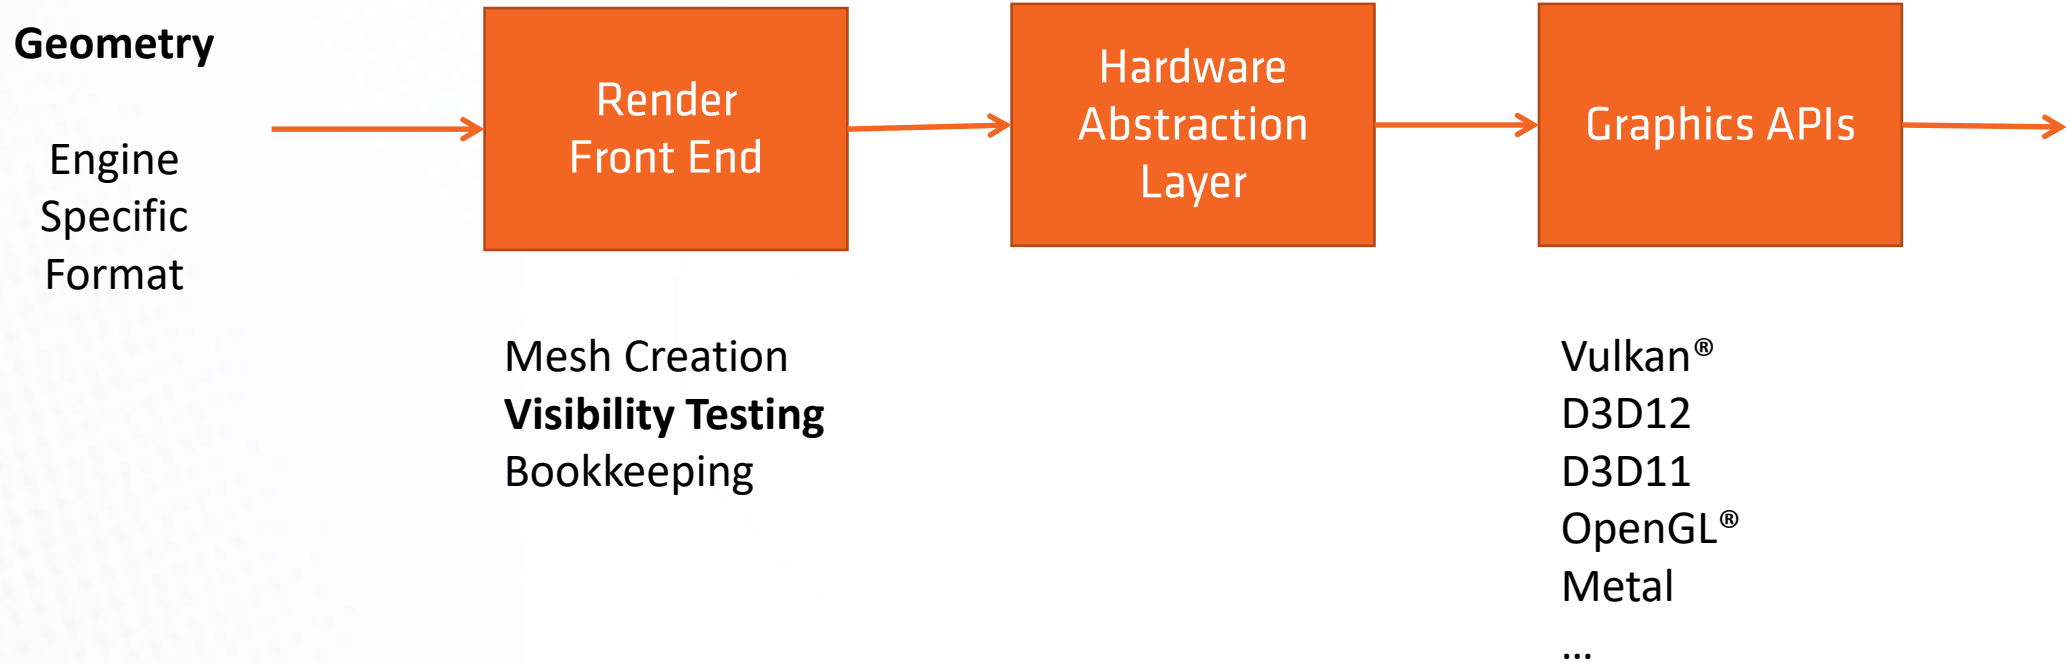 Geometry
Engine
Specific
Format
Render
Front End
Mesh Creation
Visibility Testing
Bookkeeping
Hardware
Abstraction
Layer
Graphics APIs
Vulkan®
D3D12
D3D11
OpenGL®
Metal
...